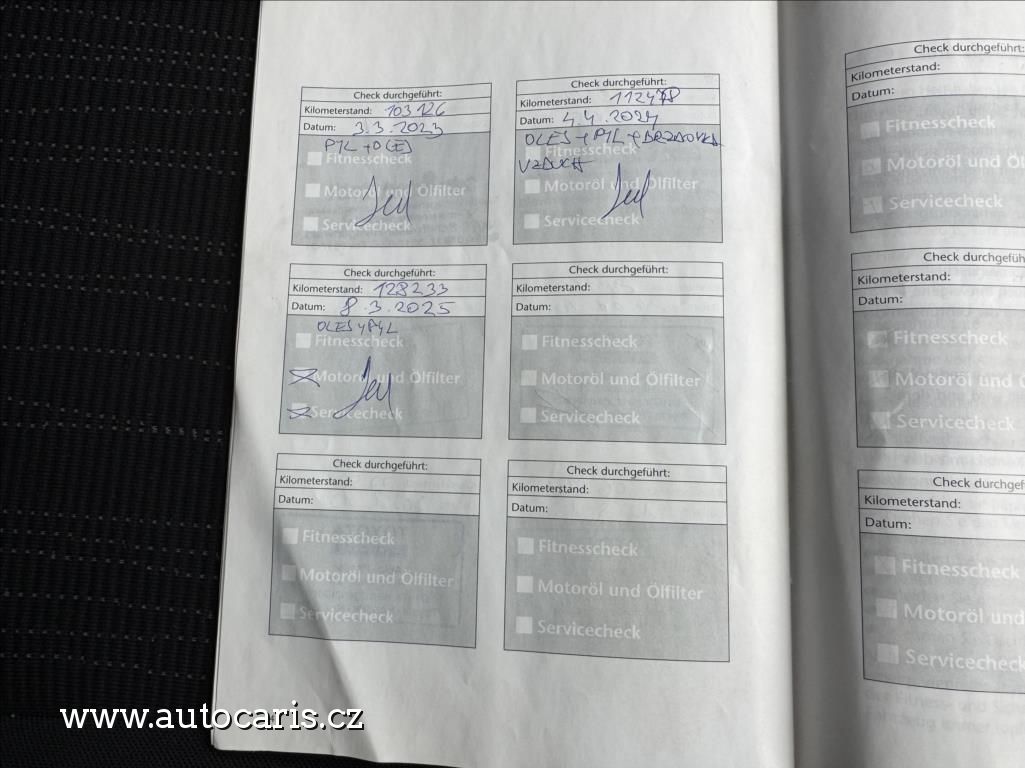 Check durchgeführt:
Kilometerstand: 103126
Datum: 3.3.2023
Fitnesscheck
Motoröl und Ölfilter
Servicecheck
Check durchgeführt:
Kilometerstand: 112478
Datum: 4.4.2024
OLEJ + PYL +
VZDUCH
Fitnesscheck
Motoröl und Ölfilter
Servicecheck
Check durchgeführt:
Kilometerstand: 128233
Datum: 8.3.2025
OLEJ + PYL
Fitnesscheck
Motoröl und Ölfilter
Servicecheck
Check durchgeführt:
Kilometerstand:
Datum:
Fitnesscheck
Motoröl und Ölfilter
Servicecheck
Check durchgeführt:
Kilometerstand:
Datum:
Fitnesscheck
Motoröl und Ölfilter
Servicecheck
Check durchgeführt:
Kilometerstand:
Datum:
Fitnesscheck
Motoröl und Ölfilter
Servicecheck
Check durchgeführt:
Kilometerstand:
Datum:
Fitnesscheck
Motoröl und
Servicecheck
Check
Kilometerstand:
Datum:
Fitnesscheck
Motoröl und
Servicecheck
Check
Kilometerstand:
Datum:
Fitnesscheck
Motoröl und
Servicecheck
www.autocaris.cz